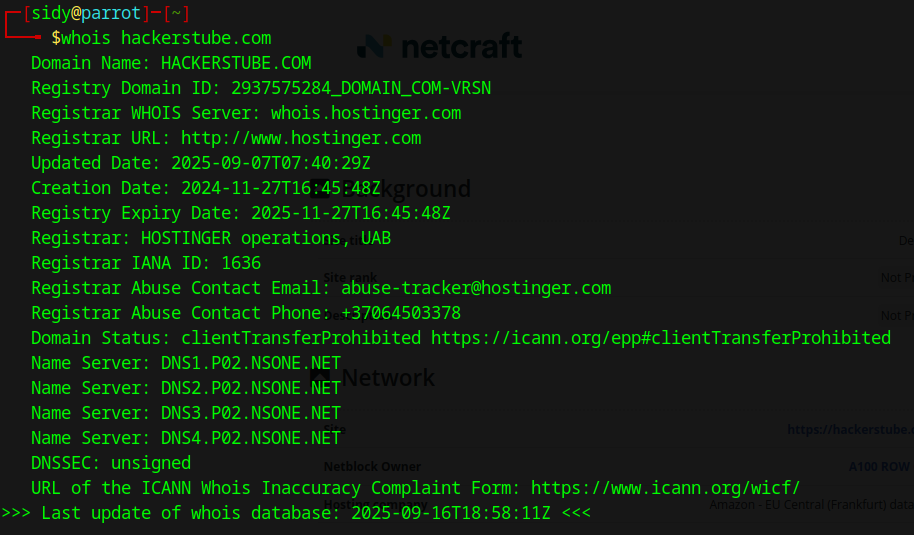 ┌─[sidy@parrot]─[~]
└──╼ $whois hackerstube.com
netcraft
Domain Name: HACKERSTUBE.COM
Registry Domain ID: 2937575284_DOMAIN_COM-VRSN
Registrar WHOIS Server: whois.hostinger.com
Registrar URL: http://www.hostinger.com
Updated Date: 2025-09-07T07:40:29Z
Creation Date: 2024-11-27T16:45:48Z
Background
Registry Expiry Date: 2025-11-27T16:45:48Z
Registrar: HOSTINGER operations, UAB
Registrar IANA ID: 1636
Site rank
Registrar Abuse Contact Email: abuse-tracker@hostinger.com
Registrar Abuse Contact Phone: +37064503378
Domain Status: clientTransferProhibited https://icann.org/epp#clientTransferProhibited
Name Server: DNS1.P02.NSONE.NET
Network
Name Server: DNS2.P02.NSONE.NET
Name Server: DNS3.P02.NSONE.NET
Name Server: DNS4.P02.NSONE.NET
Site
https://hackerstube.
DNSSEC: unsigned
Netblock Owner
A100 ROW
URL of the ICANN Whois Inaccuracy Complaint Form: https://www.icann.org/wicf/
>>> Last update of whois database: 2025-09-16T18:58:11Z <<<
Hosting company
Amazon - EU Central (Frankfurt) data